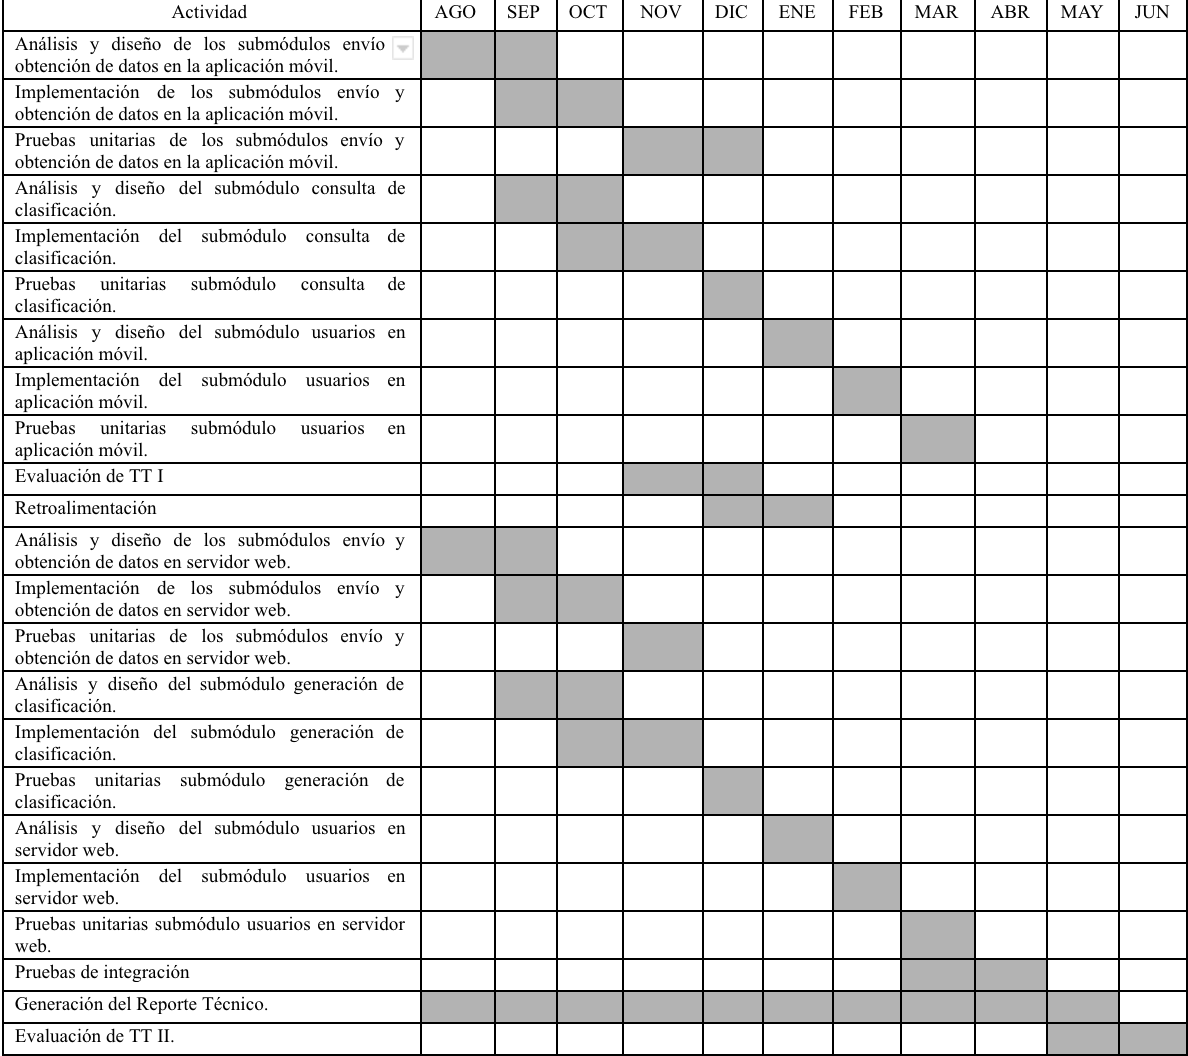 Actividad AGO SEP OCT NOV DIC ENE FEB MAR ABR MAY JUN
Análisis y diseño de los submódulos envío
obtención de datos en la aplicación móvil.
Implementación de los submódulos envío y
obtención de datos en la aplicación móvil.
Pruebas unitarias de los submódulos envío y
obtención de datos en la aplicación móvil.
Análisis y diseño del submódulo consulta de
clasificación.
Implementación del submódulo consulta de
clasificación.
Pruebas unitarias submódulo consulta de
clasificación.
Análisis y diseño del submódulo usuarios en
aplicación móvil.
Implementación del submódulo usuarios en
aplicación móvil.
Pruebas unitarias submódulo usuarios en
aplicación móvil.
Evaluación de TT I
Retroalimentación
Análisis y diseño de los submódulos envío y
obtención de datos en servidor web.
Implementación de los submódulos envío y
obtención de datos en servidor web.
Pruebas unitarias de los submódulos envío y
obtención de datos en servidor web.
Análisis y diseño del submódulo generación de
clasificación.
Implementación del submódulo generación de
clasificación.
Pruebas unitarias submódulo generación de
clasificación.
Análisis y diseño del submódulo usuarios en
servidor web.
Implementación del submódulo usuarios en
servidor web.
Pruebas unitarias submódulo usuarios en servidor
web.
Pruebas de integración
Generación del Reporte Técnico.
Evaluación de TT II.